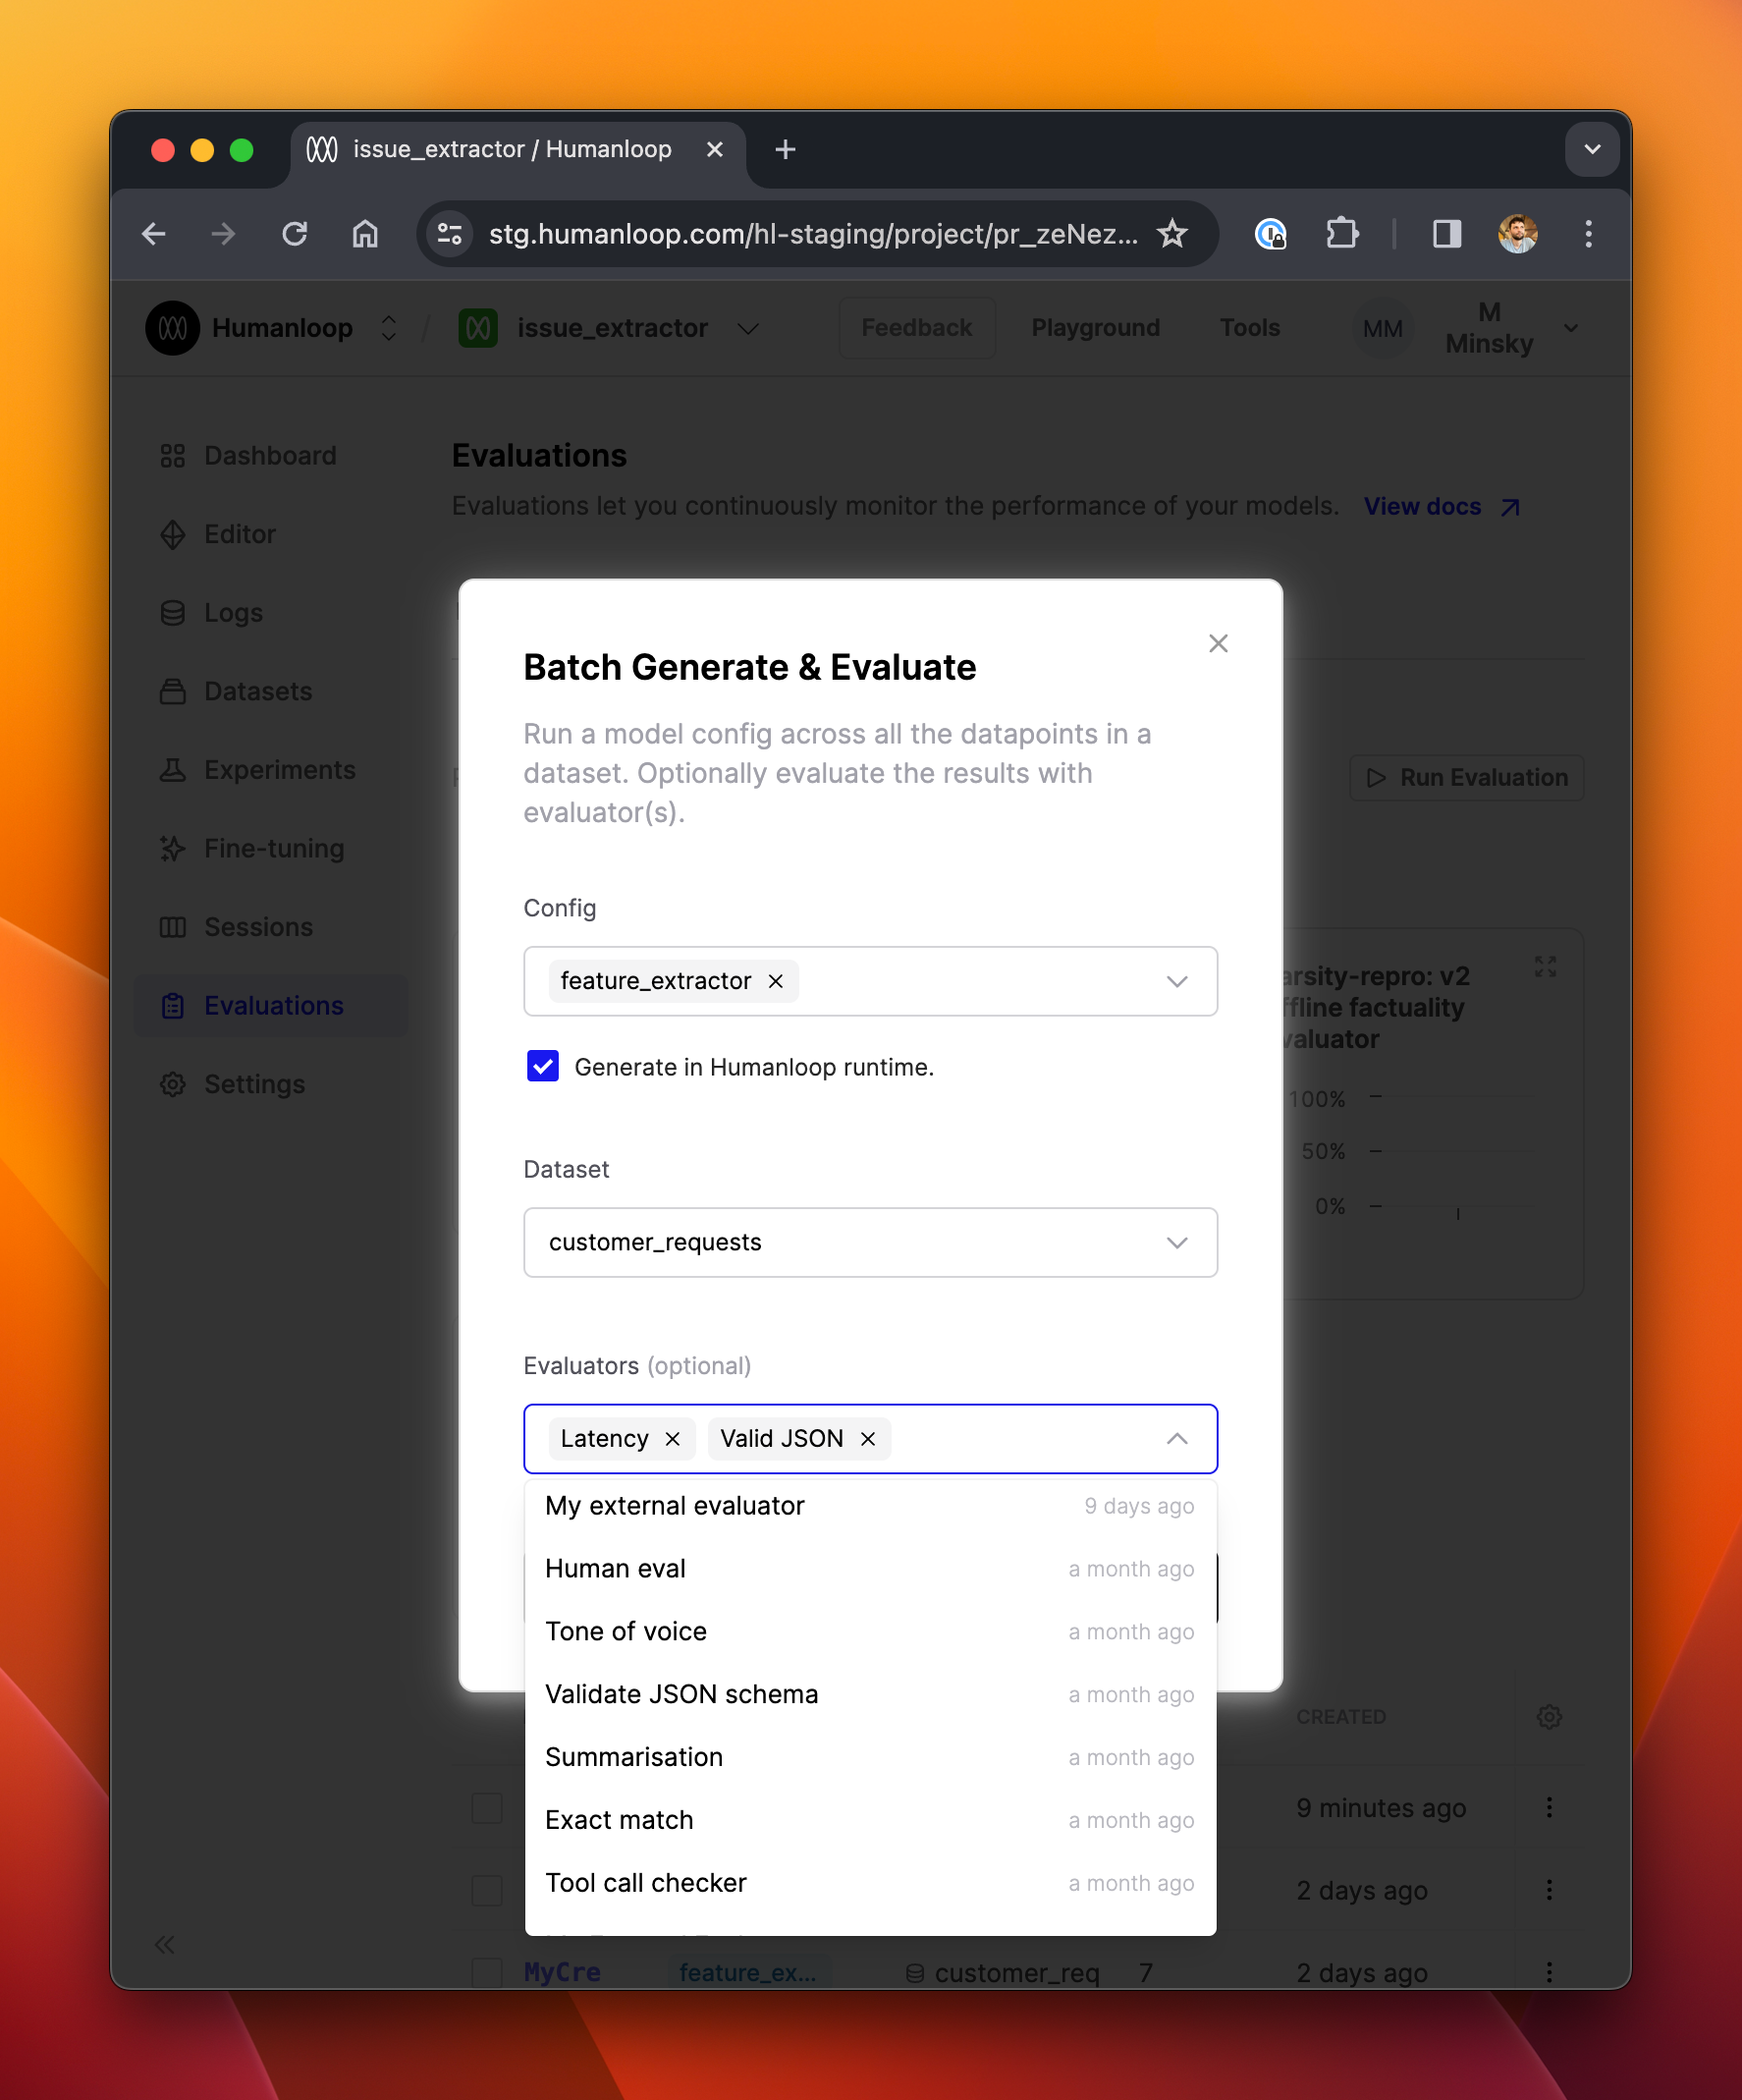 issue_extractor / Humanloop
stg.humanloop.com/hl-staging/project/pr_zeNez...
Humanloop / issue_extractor Feedback Playground Tools MM M Minsky
Dashboard
Editor
Logs
Datasets
Experiments
Fine-tuning
Sessions
Evaluations
Settings
Evaluations
Evaluations let you continuously monitor the performance of your models. View docs
Run Evaluation
Batch Generate & Evaluate
Run a model config across all the datapoints in a
dataset. Optionally evaluate the results with
evaluator(s).
Config
feature_extractor
Generate in Humanloop runtime.
Dataset
customer_requests
Evaluators (optional)
Latency Valid JSON
My external evaluator 9 days ago
Human eval a month ago
Tone of voice a month ago
Validate JSON schema a month ago
Summarisation a month ago
Exact match a month ago
Tool call checker a month ago
arsity-repro: v2
ffline factuality
valuator
100%
50%
0%
CREATED
9 minutes ago
2 days ago
MyCre feature_ex... customer_req 7 2 days ago